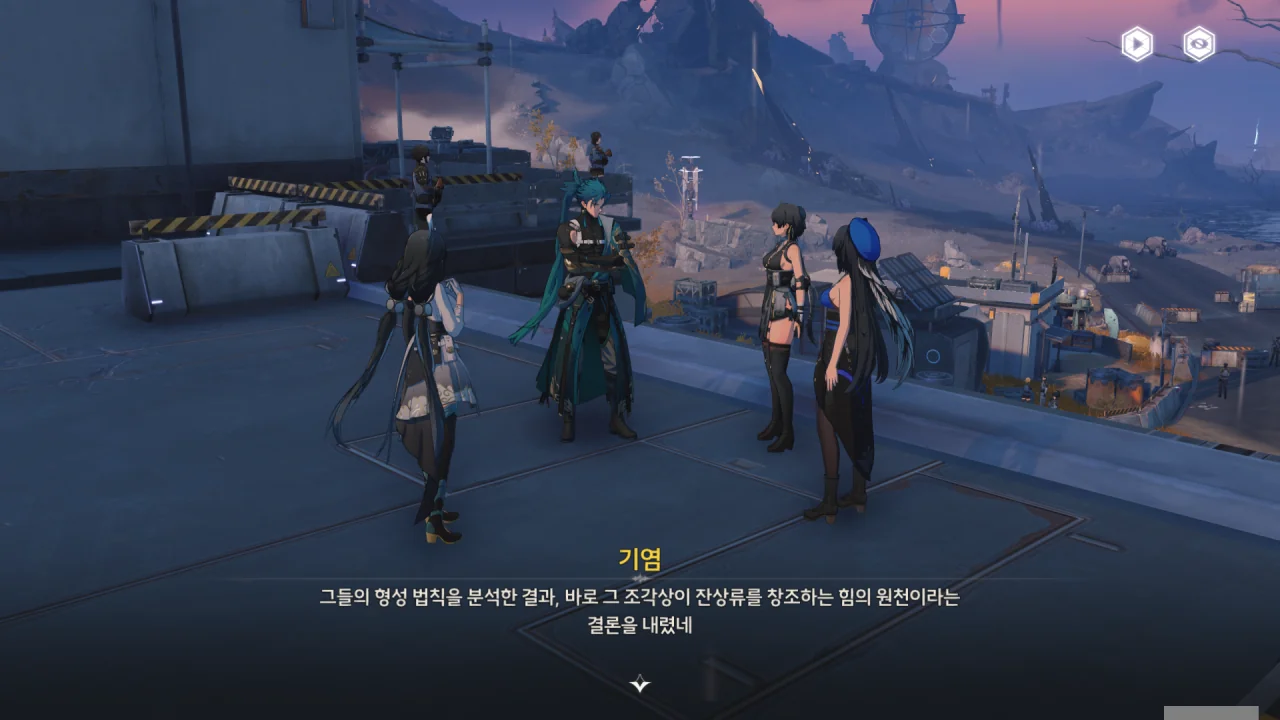 기염
그들의 형성 법칙을 분석한 결과, 바로 그 조각상이 잔상류를 창조하는 힘의 원천이라는
결론을 내렸네